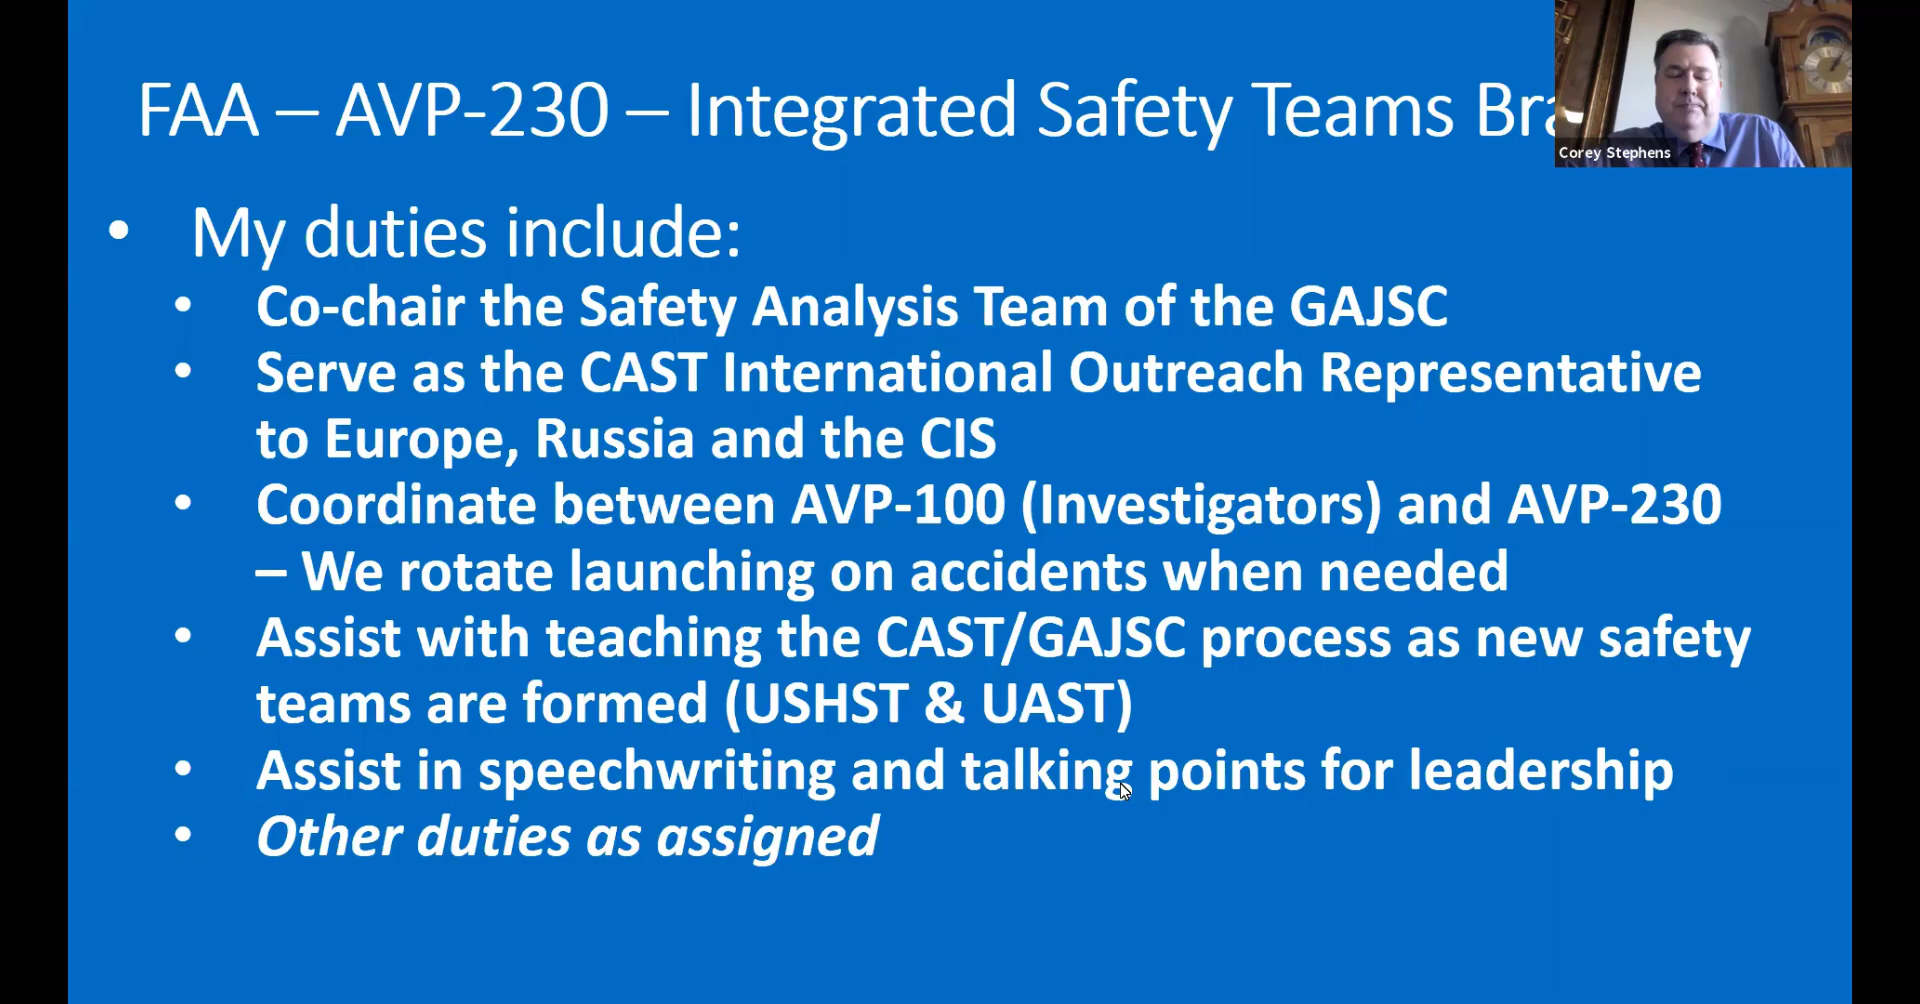 FAA – AVP-230 – Integrated Safety Teams
Corey Stephens
• My duties include:
• Co-chair the Safety Analysis Team of the GAJSC
• Serve as the CAST International Outreach Representative
to Europe, Russia and the CIS
• Coordinate between AVP-100 (Investigators) and AVP-230
– We rotate launching on accidents when needed
• Assist with teaching the CAST/GAJSC process as new safety
teams are formed (USHST & UAST)
• Assist in speechwriting and talking points for leadership
• Other duties as assigned